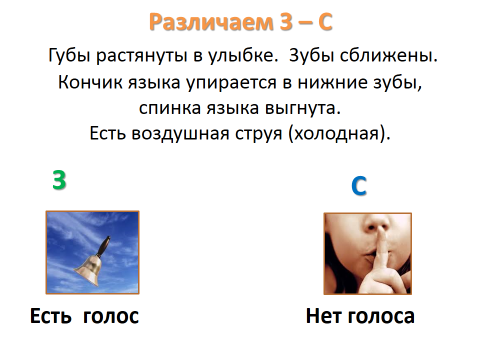 Различаем З – С
Губы растянуты в улыбке.  Зубы сближены.
Кончик языка упирается в нижние зубы,
спинка языка выгнута.
Есть воздушная струя (холодная).
З
С
Есть  голос
Нет голоса